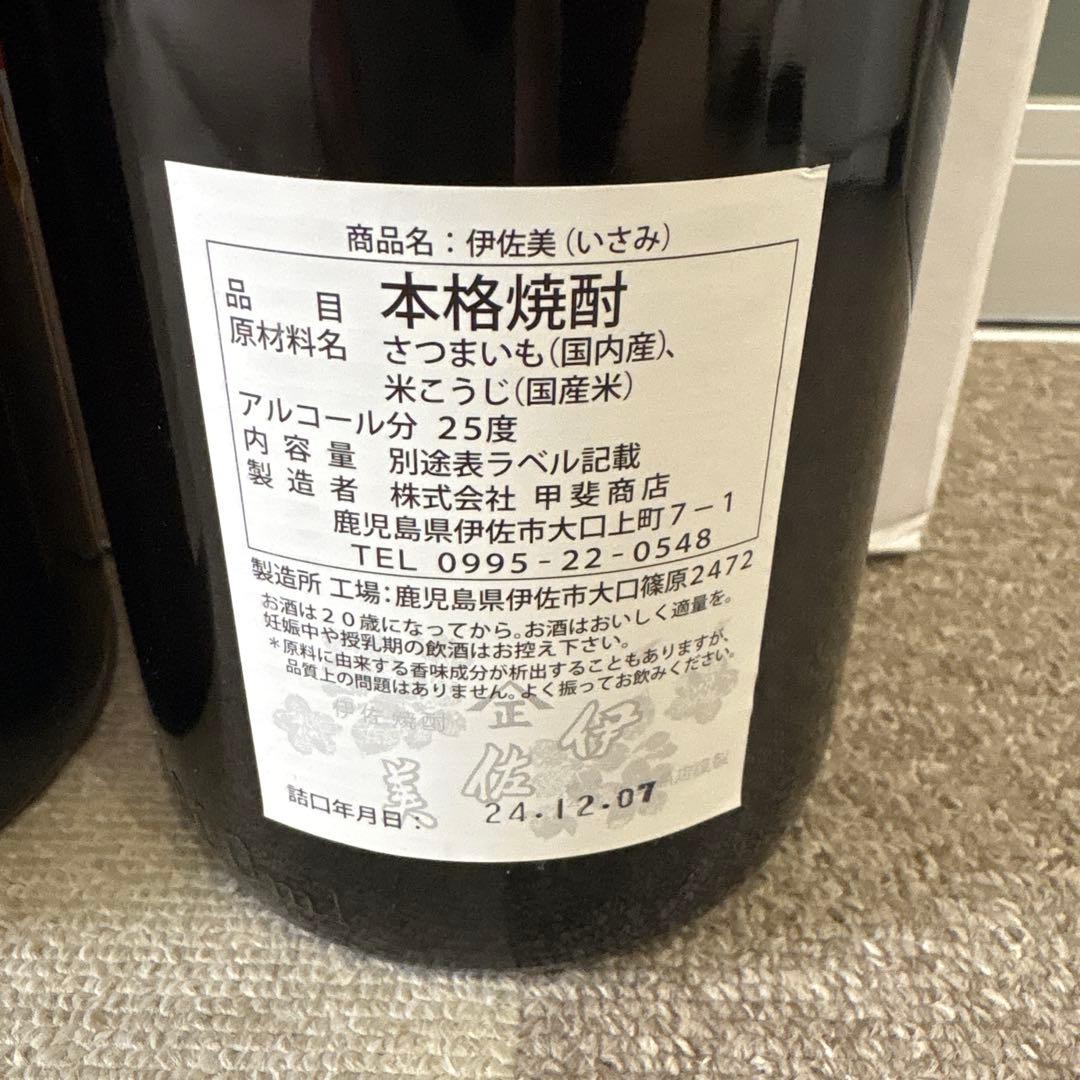 商品名：伊佐美（いさみ）
品　目　本格焼酎
原材料名　さつまいも（国内産）、
米こうじ（国産米）
アルコール分 25度
内容量　別途表ラベル記載
製造者　株式会社 甲斐商店
鹿児島県伊佐市大口上町７－１
TEL 0995-22-0548
製造所 工場：鹿児島県伊佐市大口篠原2472
お酒は２０歳になってから。お酒はおいしく適量を。
妊娠中や授乳期の飲酒はお控え下さい。
＊原料に由来する香味成分が析出することもありますが、
品質上の問題はありません。よく振ってお飲みください。
伊佐焼酎
正
伊佐美
詰口年月日： 24.12.07